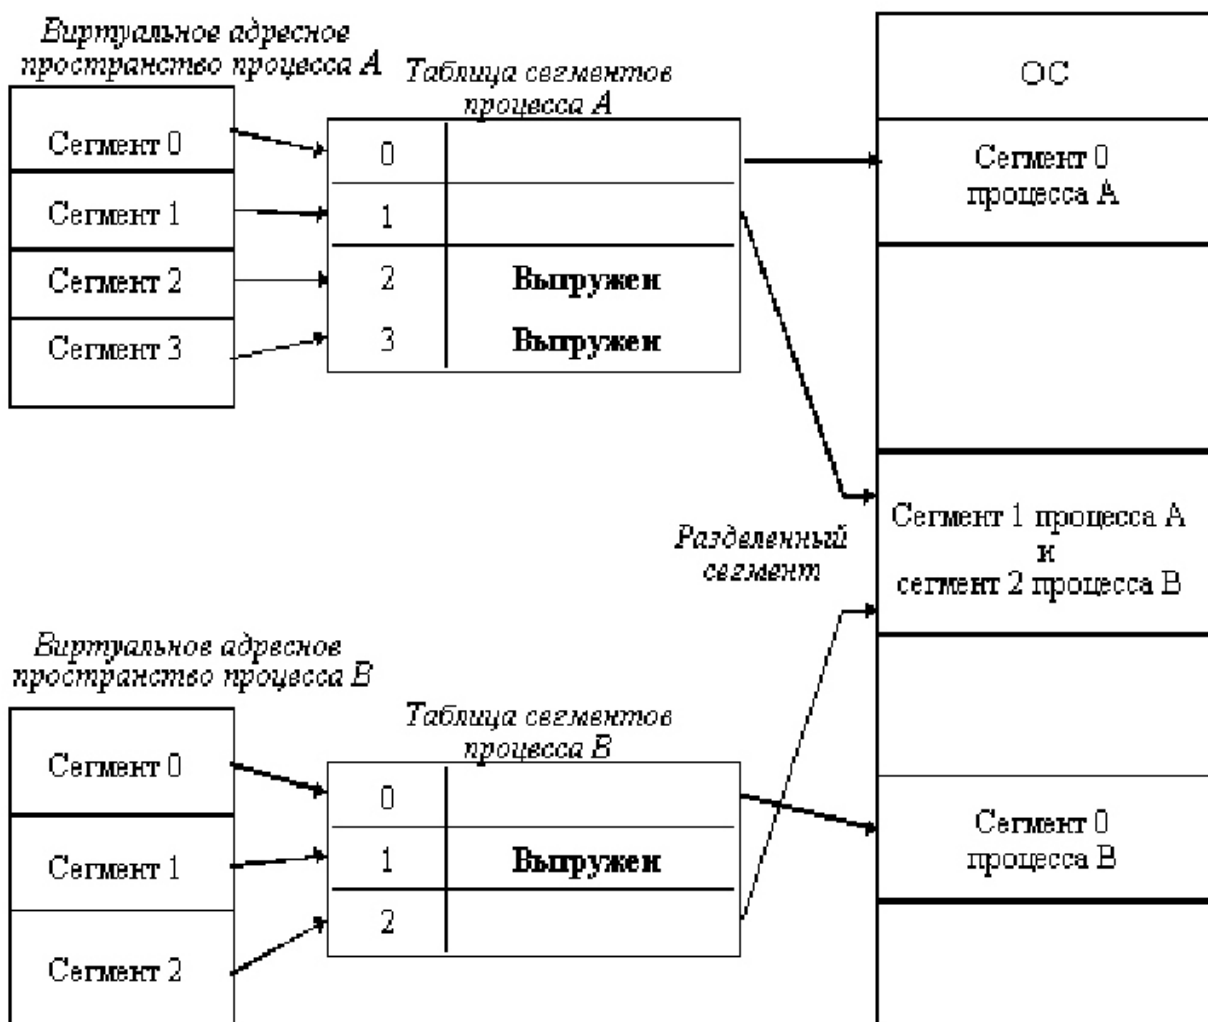 Виртуальное адресное
пространство процесса А
Сегмент 0
Сегмент 1
Сегмент 2
Сегмент 3
Таблица сегментов
процесса А
0
1
2 Выгружен
3 Выгружен
ОС
Сегмент 0
процесса А
Сегмент 1 процесса А
и
сегмент 2 процесса В
Разделенный
сегмент
Виртуальное адресное
пространство процесса В
Сегмент 0
Сегмент 1
Сегмент 2
Таблица сегментов
процесса В
0
1 Выгружен
2
Сегмент 0
процесса В